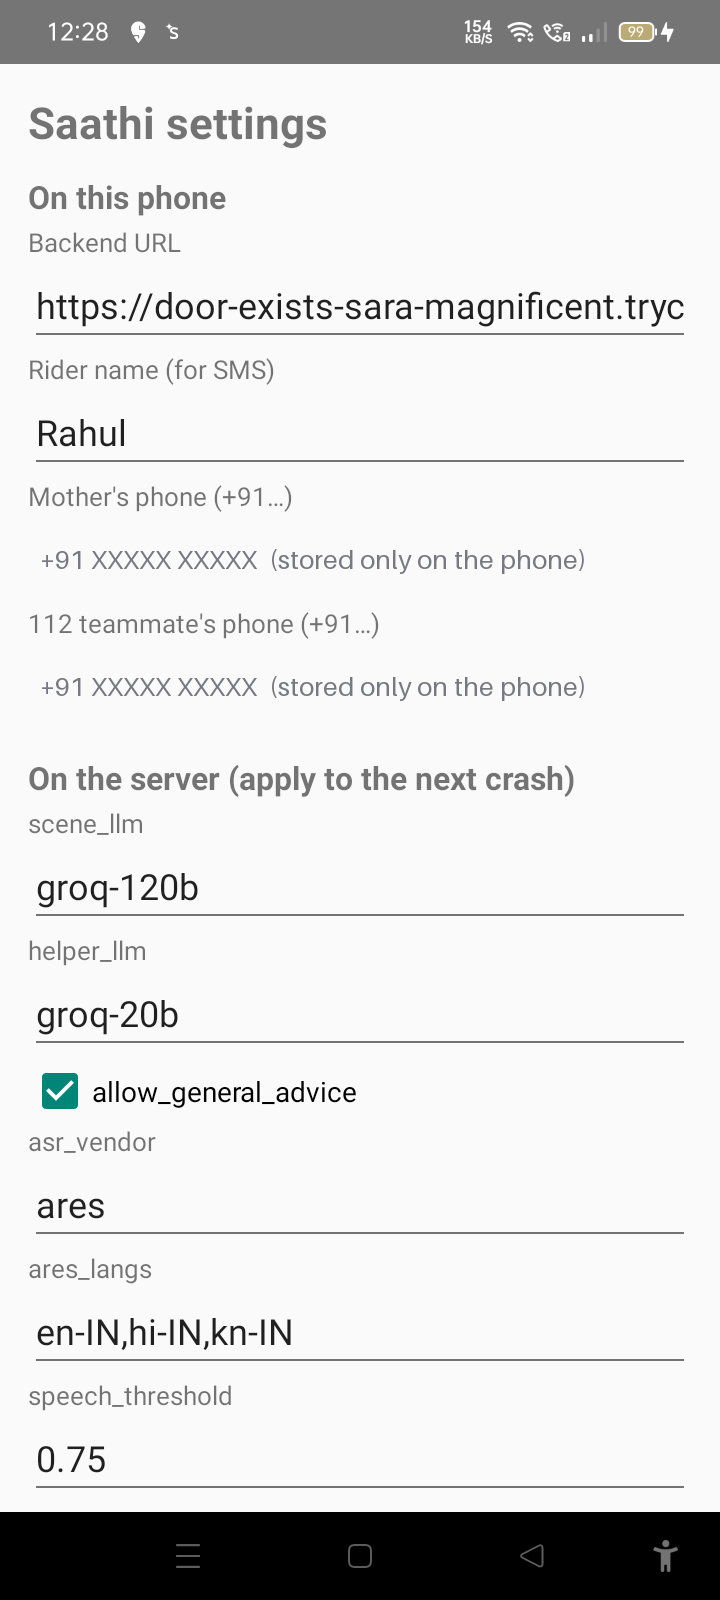 12:28
154
KB/S
2
99
Saathi settings
On this phone
Backend URL
https://door-exists-sara-magnificent.tryc
Rider name (for SMS)
Rahul
Mother's phone (+91...)
+91 XXXXX XXXXX (stored only on the phone)
112 teammate's phone (+91...)
+91 XXXXX XXXXX (stored only on the phone)
On the server (apply to the next crash)
scene_llm
groq-120b
helper_llm
groq-20b
allow_general_advice
asr_vendor
ares
ares_langs
en-IN,hi-IN,kn-IN
speech_threshold
0.75